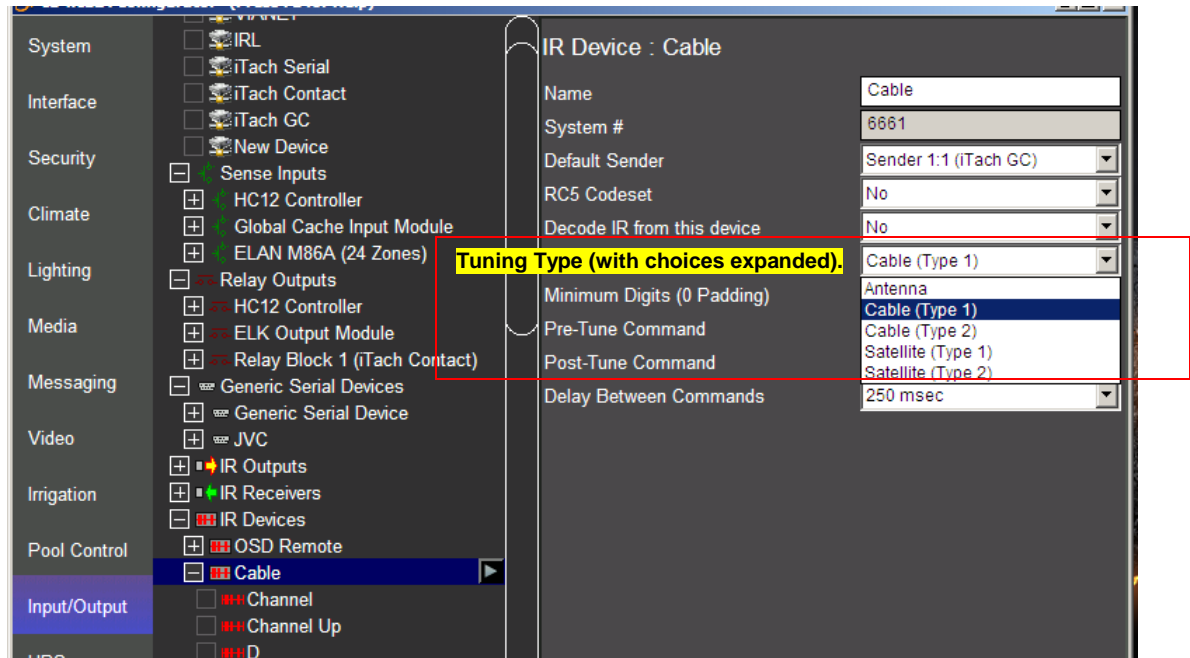 System
Interface
Security
Climate
Lighting
Media
Messaging
Video
Irrigation
Pool Control
Input/Output
IRL
iTach Serial
iTach Contact
iTach GC
New Device
Sense Inputs
HC12 Controller
Global Cache Input Module
ELAN M86A (24 Zones)
Relay Outputs
HC12 Controller
ELK Output Module
Relay Block 1 (iTach Contact)
Generic Serial Devices
Generic Serial Device
JVC
IR Outputs
IR Receivers
IR Devices
OSD Remote
Cable
Channel
Channel Up
D
IR Device : Cable
Name Cable
System # 6661
Default Sender Sender 1:1 (iTach GC)
RC5 Codeset No
Decode IR from this device No
Tuning Type (with choices expanded). Cable (Type 1)
Minimum Digits (0 Padding)
Pre-Tune Command
Post-Tune Command
Antenna
Cable (Type 1)
Cable (Type 2)
Satellite (Type 1)
Satellite (Type 2)
Delay Between Commands 250 msec